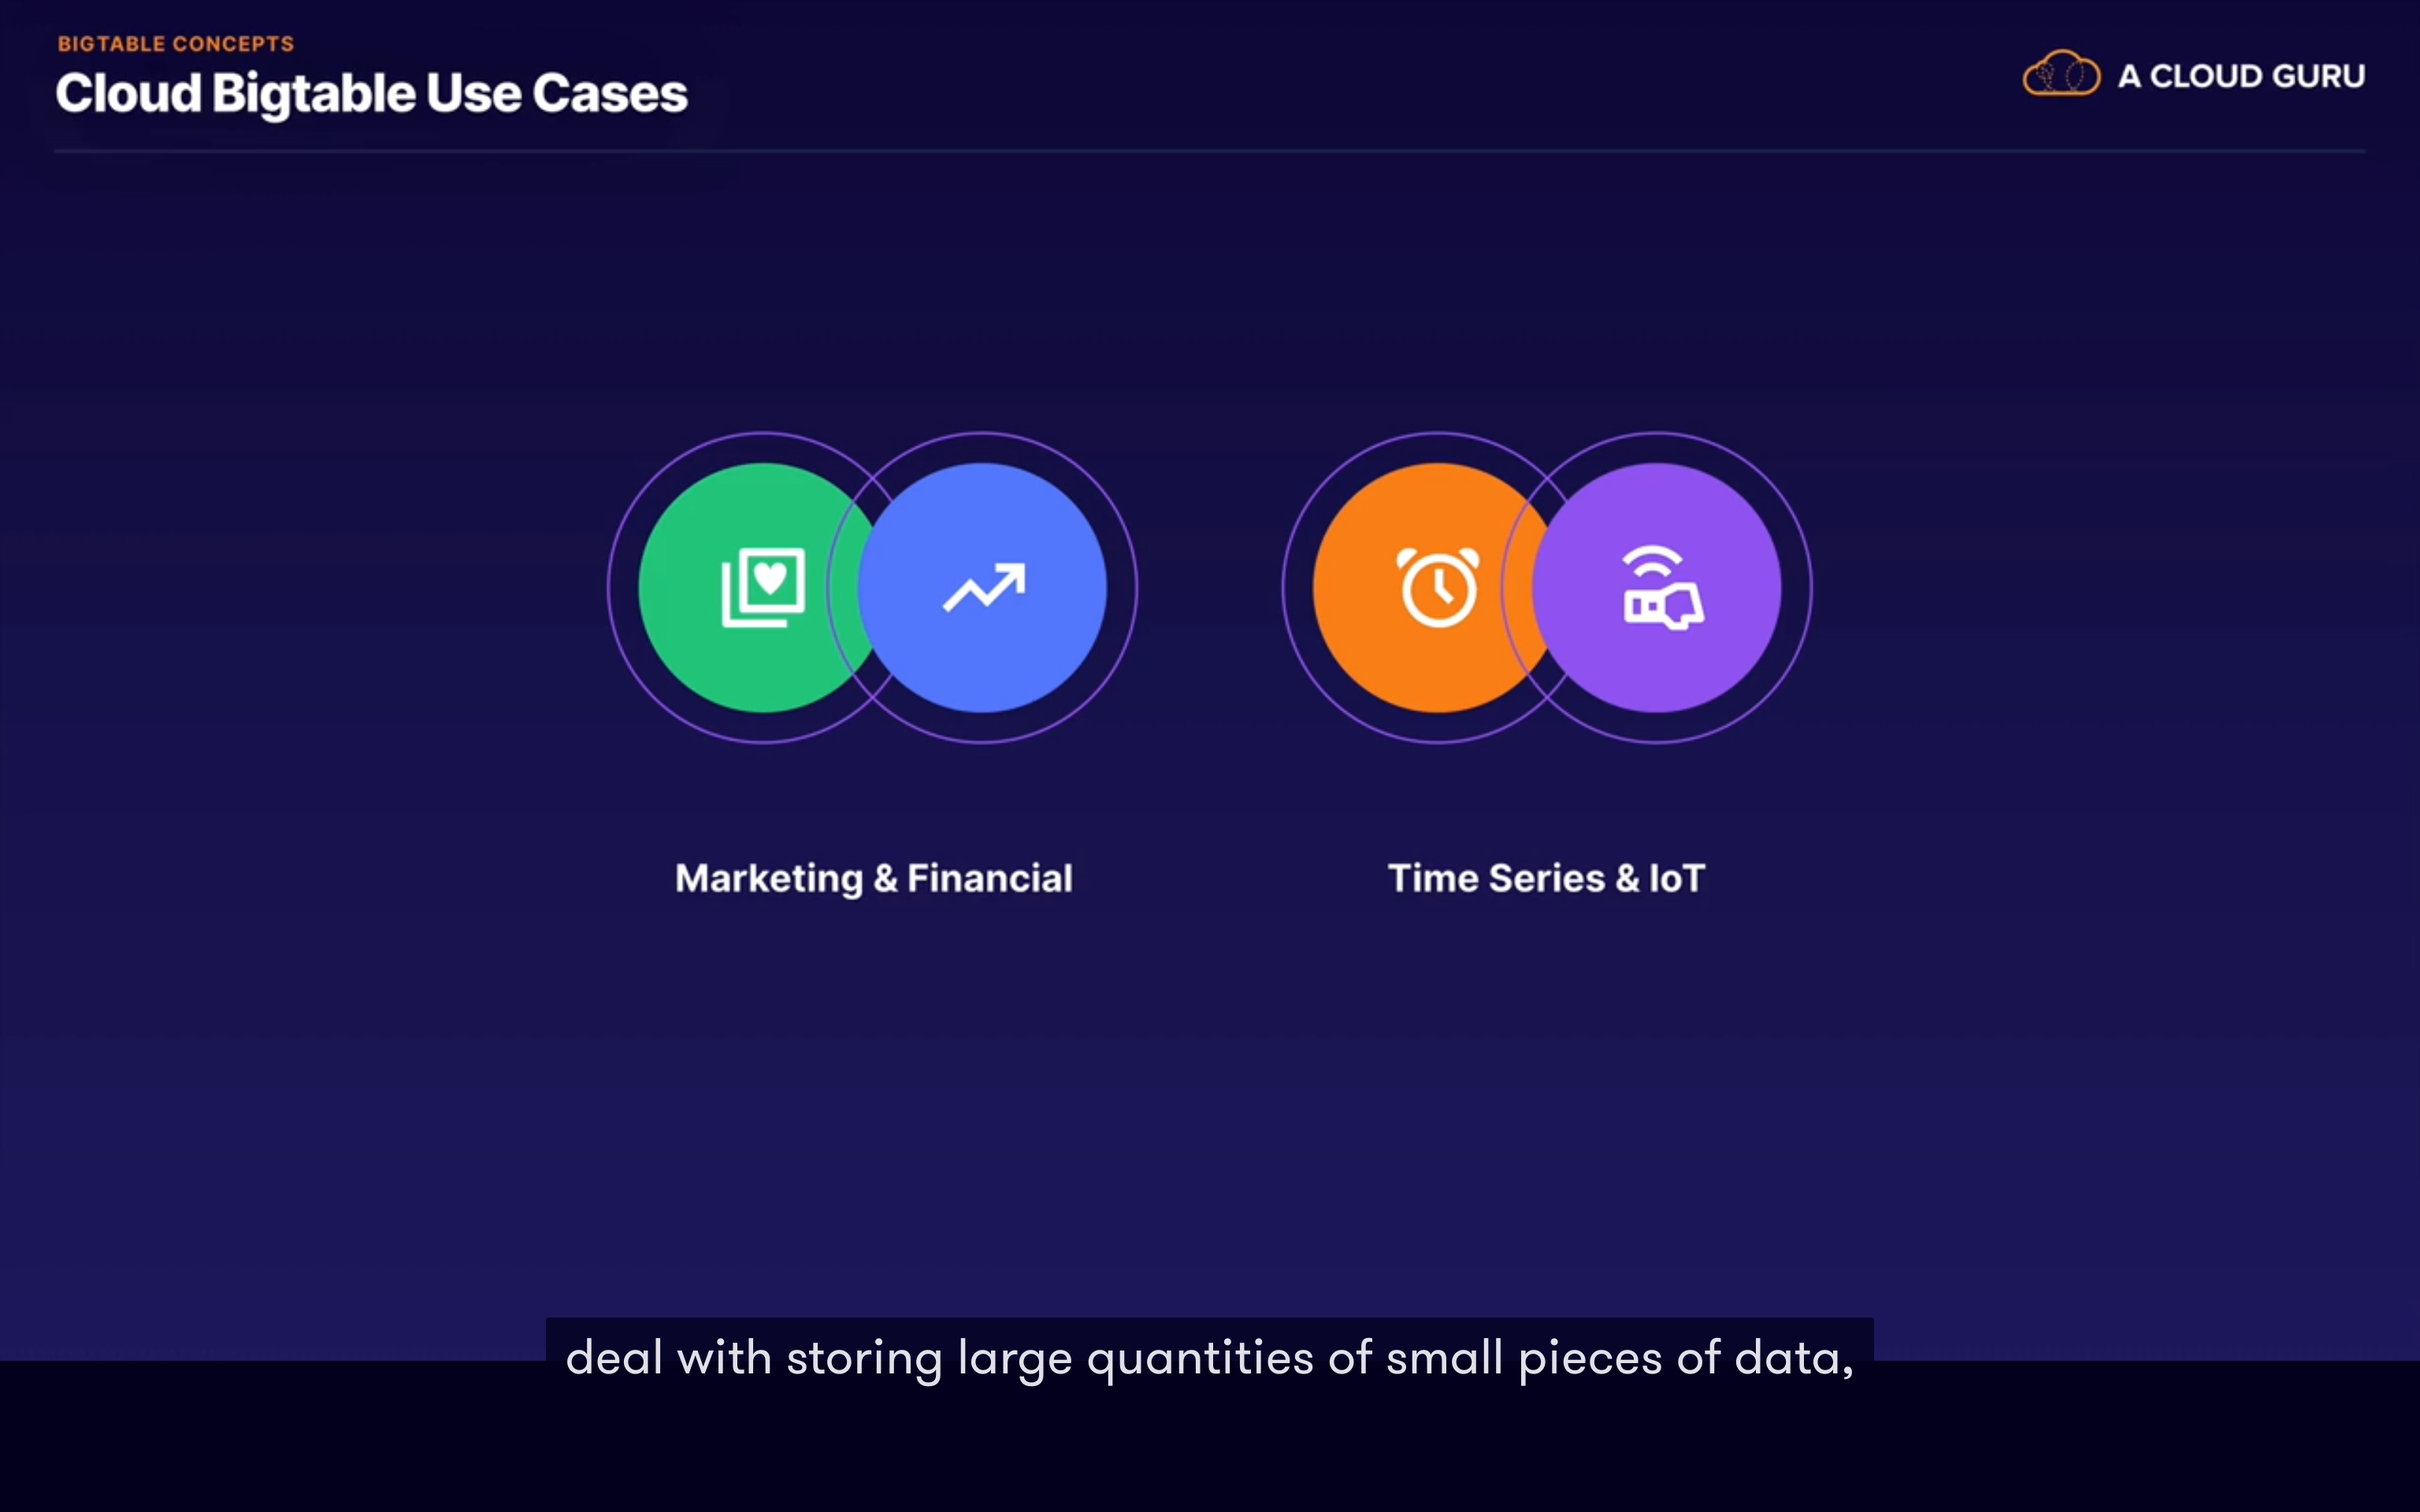 BIGTABLE CONCEPTS
Cloud Bigtable Use Cases
A CLOUD GURU
Marketing & Financial
Time Series & IoT
deal with storing large quantities of small pieces of data,